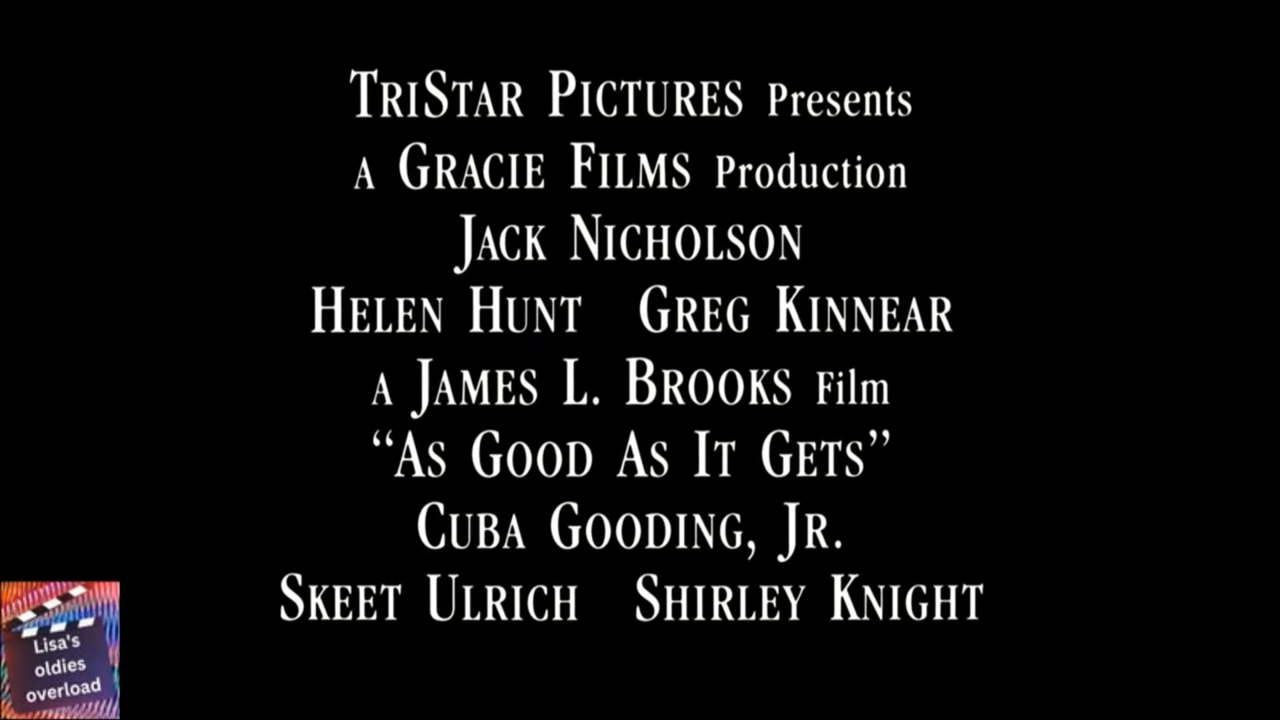 TRISTAR PICTURES Presents
A GRACIE FILMS Production
JACK NICHOLSON
HELEN HUNT GREG KINNEAR
A JAMES L. BROOKS Film
“AS GOOD AS IT GETS”
CUBA GOODING, JR.
SKEET ULRICH SHIRLEY KNIGHT
Lisa's
oldies
overload